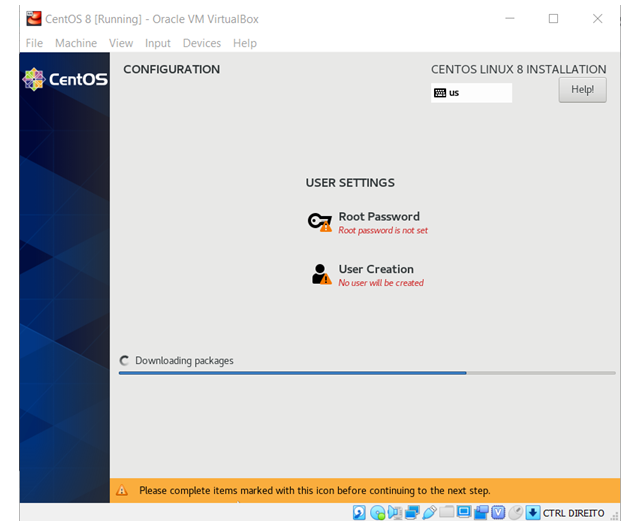 CentOS 8 [Running] - Oracle VM VirtualBox
File Machine View Input Devices Help
CentOS
CONFIGURATION
CENTOS LINUX 8 INSTALLATION
us
Help!
USER SETTINGS
Root Password
Root password is not set
User Creation
No user will be created
Downloading packages
Please complete items marked with this icon before continuing to the next step.
CTRL DIREITO